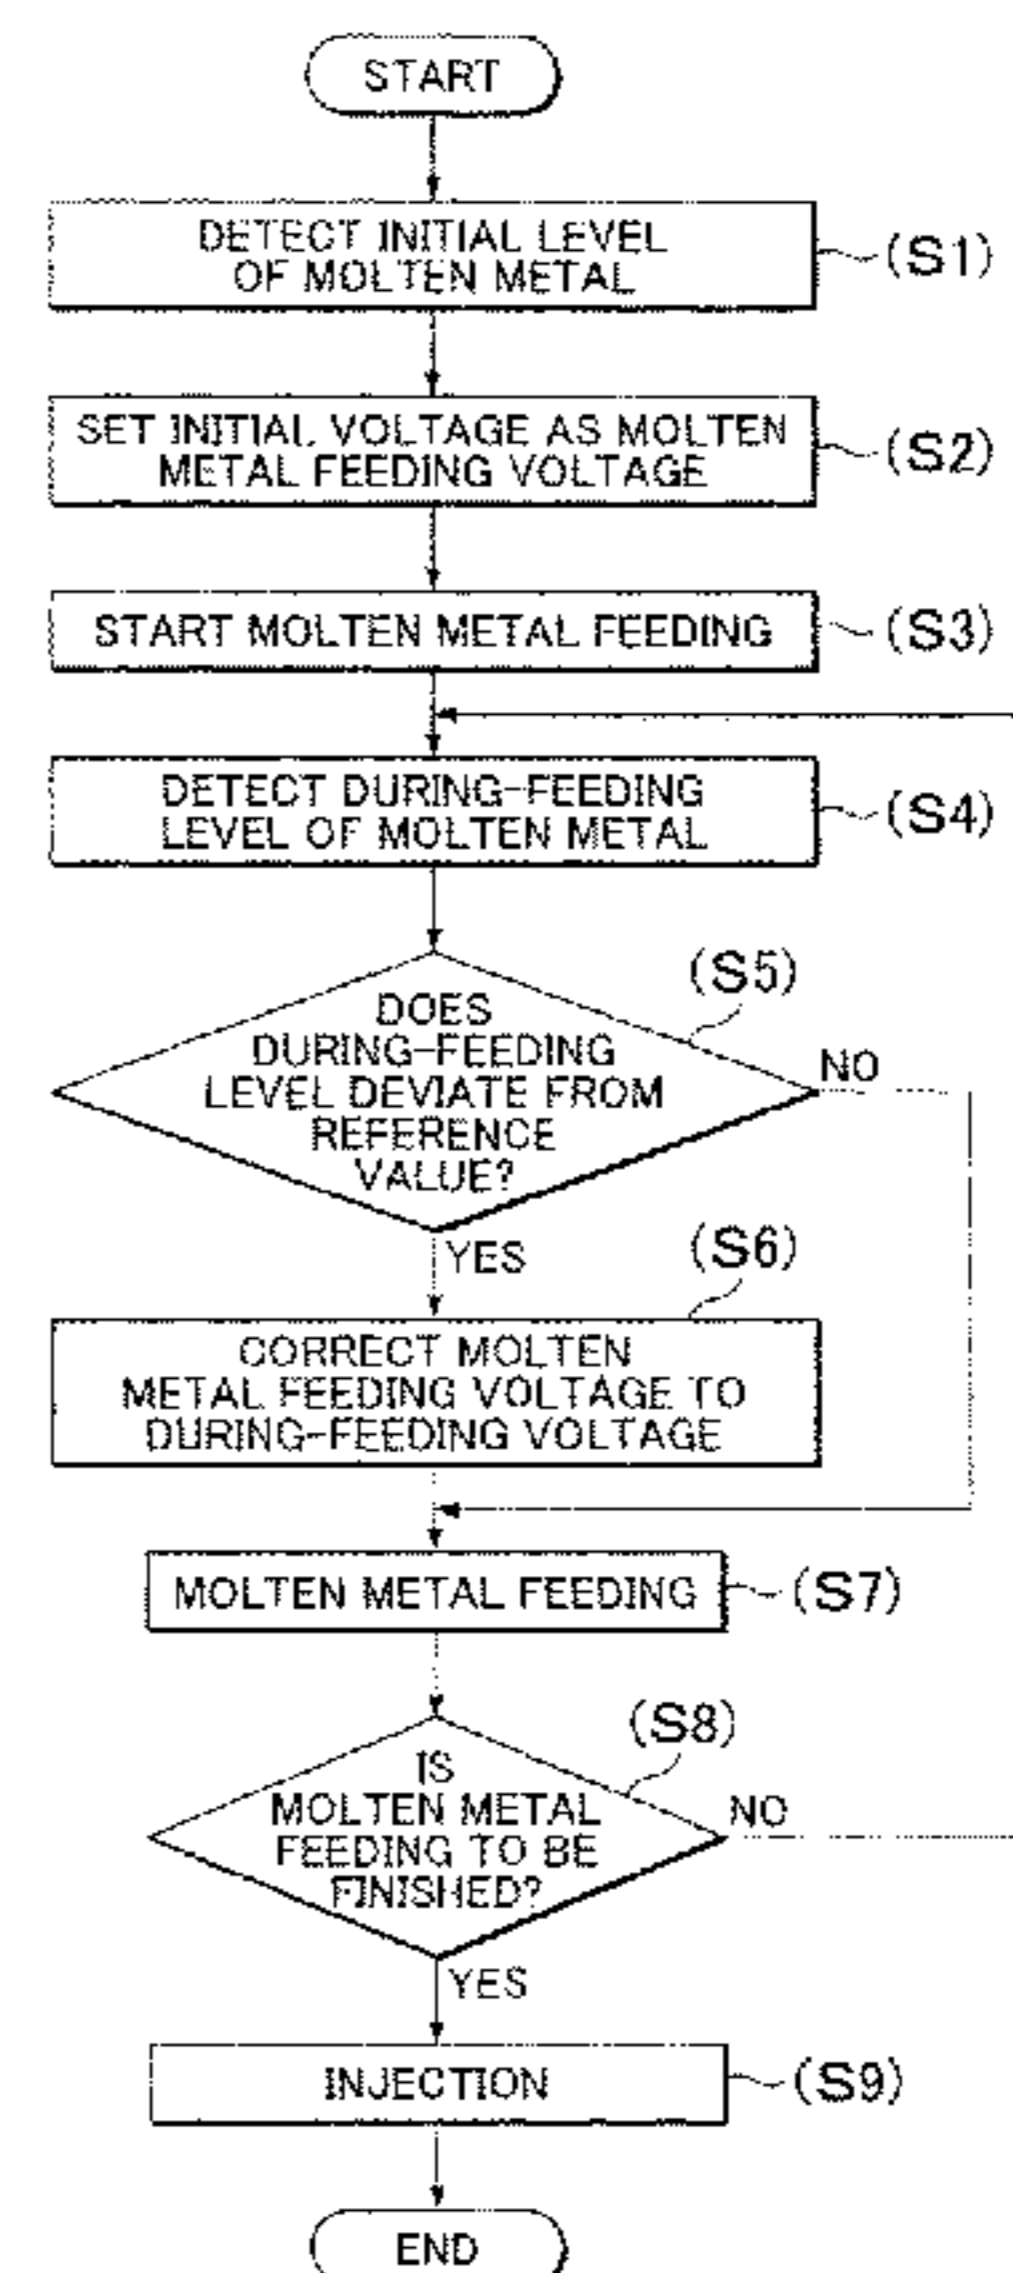 START
DETECT INITIAL LEVEL
OF MOLTEN METAL
(S1)
SET INITIAL VOLTAGE AS MOLTEN
METAL FEEDING VOLTAGE
(S2)
START MOLTEN METAL FEEDING
(S3)
DETECT DURING-FEEDING
LEVEL OF MOLTEN METAL
(S4)
(S5)
DOES
DURING-FEEDING
LEVEL DEVIATE FROM
REFERENCE
VALUE?
NO
YES
(S6)
CORRECT MOLTEN
METAL FEEDING VOLTAGE TO
DURING-FEEDING VOLTAGE
MOLTEN METAL FEEDING
(S7)
(S8)
IS
MOLTEN METAL
FEEDING TO BE
FINISHED?
NO
YES
INJECTION
(S9)
END